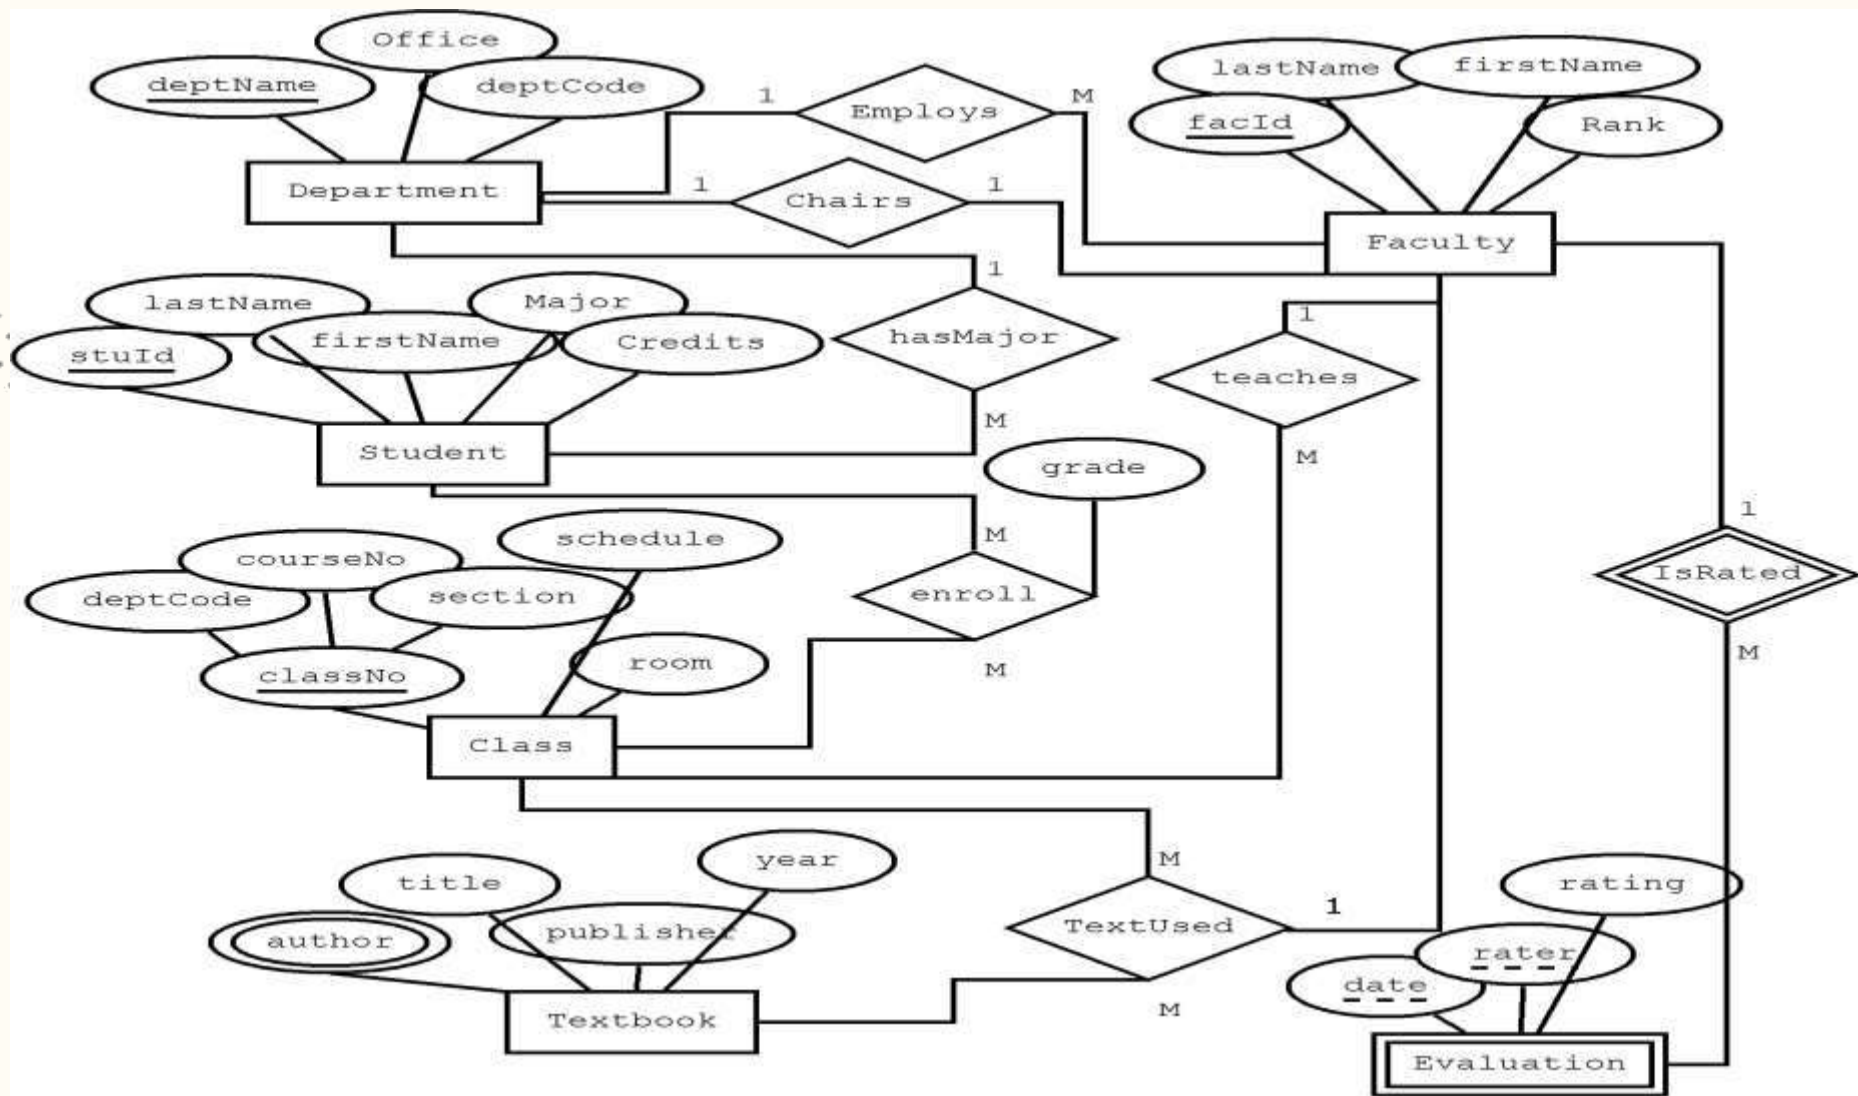 Office
deptName
deptCode
1
Employs
M
lastName
firstName
facId
Rank
Department
1
Chairs
1
Faculty
lastName
Major
1
stuId
firstName
Credits
hasMajor
1
teaches
Student
M
M
grade
courseNo
schedule
M
1
deptCode
section
enroll
IsRated
classNo
room
M
M
Class
title
year
M
rating
author
publisher
TextUsed
1
rater
date
Textbook
M
Evaluation